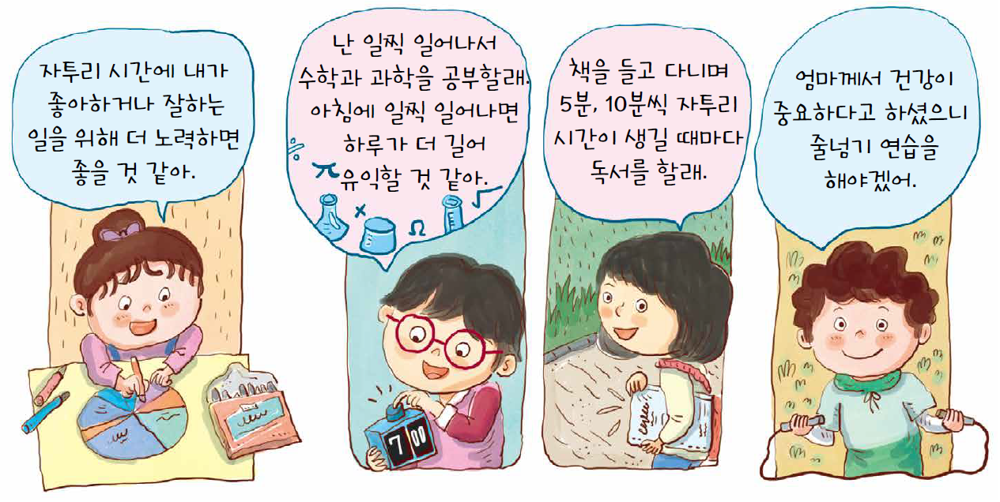 자투리 시간에 내가
좋아하거나 잘하는
일을 위해 더 노력하면
좋을 것 같아.
난 일찍 일어나서
수학과 과학을 공부할래.
아침에 일찍 일어나면
하루가 더 길어
유익할 것 같아.
÷
π
×
Ω
√
7 00
책을 들고 다니며
5분, 10분씩 자투리
시간이 생길 때마다
독서를 할래.
엄마께서 건강이
중요하다고 하셨으니
줄넘기 연습을
해야겠어.